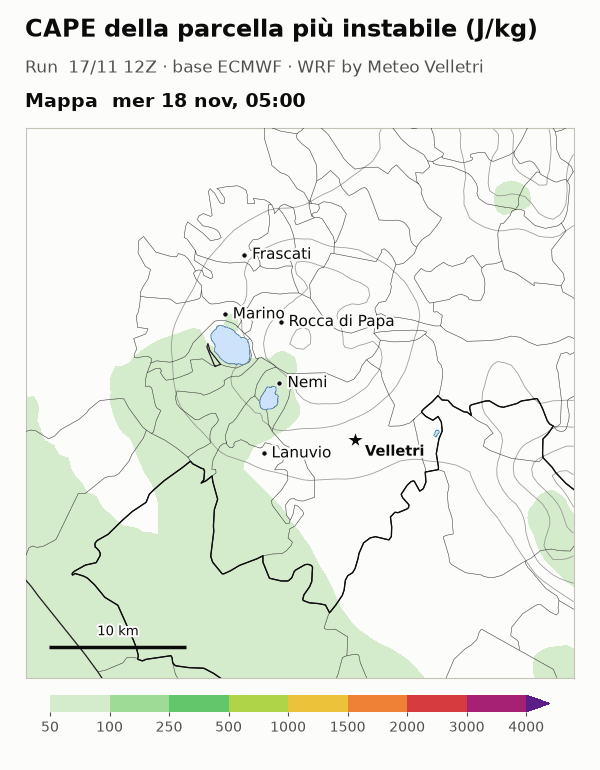 CAPE della parcella più instabile (J/kg)
Run  17/11 12Z · base ECMWF · WRF by Meteo Velletri
Mappa  mer 18 nov, 05:00
Frascati
Marino
Rocca di Papa
Nemi
Velletri
Lanuvio
10 km
50 100 250 500 1000 1500 2000 3000 4000